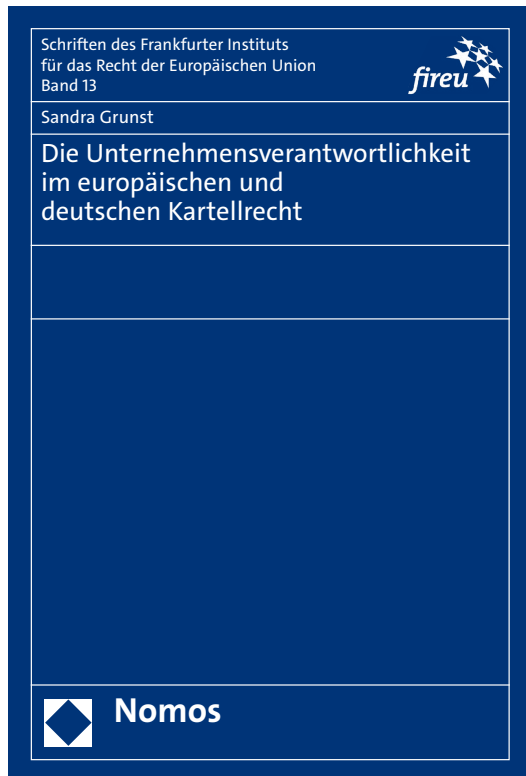 Schriften des Frankfurter Instituts
für das Recht der Europäischen Union
Band 13
fireu
Sandra Grunst
Die Unternehmensverantwortlichkeit
im europäischen und
deutschen Kartellrecht
Nomos